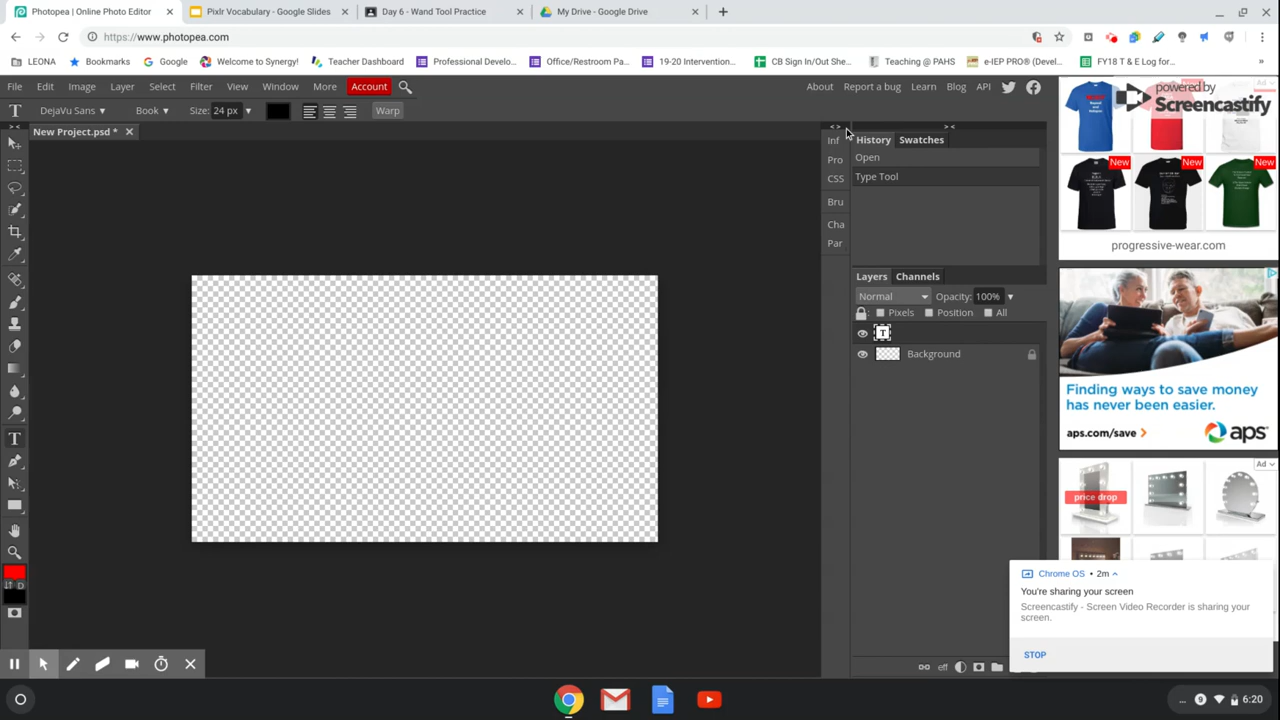 Photopea | Online Photo Editor
Pixlr Vocabulary - Google Slides
Day 6 - Wand Tool Practice
My Drive - Google Drive
https://www.photopea.com
LEONA
Bookmarks
Google
Welcome to Synergy!
Teacher Dashboard
Professional Develo...
Office/Restroom Pa...
19-20 Intervention...
CB Sign In/Out She...
Teaching @ PAHS
e-IEP PRO® (Devel...
FY18 T & E Log for...
File Edit Image Layer Select Filter View Window More Account
About Report a bug Learn Blog API
DejaVu Sans Book Size: 24 px Warp
New Project.psd *
Inf
Pro
CSS
Bru
Cha
Par
History Swatches
Open
Type Tool
Layers Channels
Normal Opacity: 100%
Pixels Position All
T
Background
eff
D
powered by
Screencastify
Ad
New New
New
progressive-wear.com
Finding ways to save money
has never been easier.
aps.com/save
aps
Ad
price drop
Chrome OS • 2m
You're sharing your screen
Screencastify - Screen Video Recorder is sharing your
screen.
STOP
9
6:20